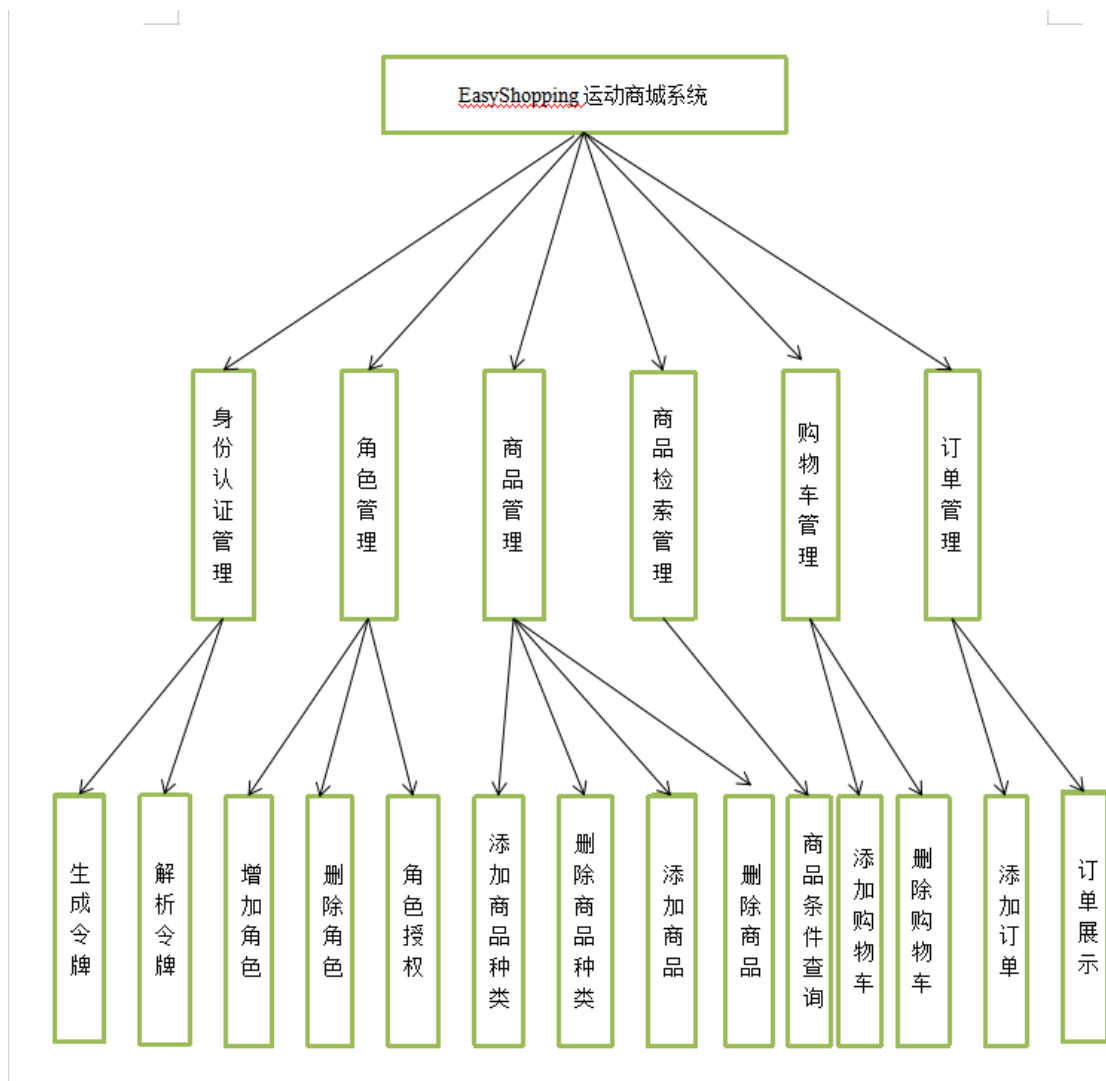 EasyShopping 运动商城系统
身份认证管理
角色管理
商品管理
商品检索管理
购物车管理
订单管理
生成令牌
解析令牌
增加角色
删除角色
角色授权
添加商品种类
删除商品种类
添加商品
删除商品
商品条件查询
添加购物车
删除购物车
添加订单
订单展示